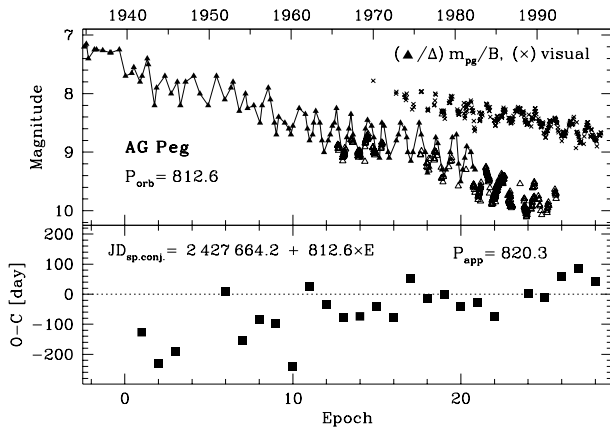 1940 1950 1960 1970 1980 1990
7
8
9
10
Magnitude
(▲/Δ) m_pg/B, (×) visual
AG Peg
P_orb= 812.6
200
100
0
−100
−200
O−C [day]
JD_sp.conj.= 2 427 664.2 + 812.6×E P_app= 820.3
0 10 20
Epoch